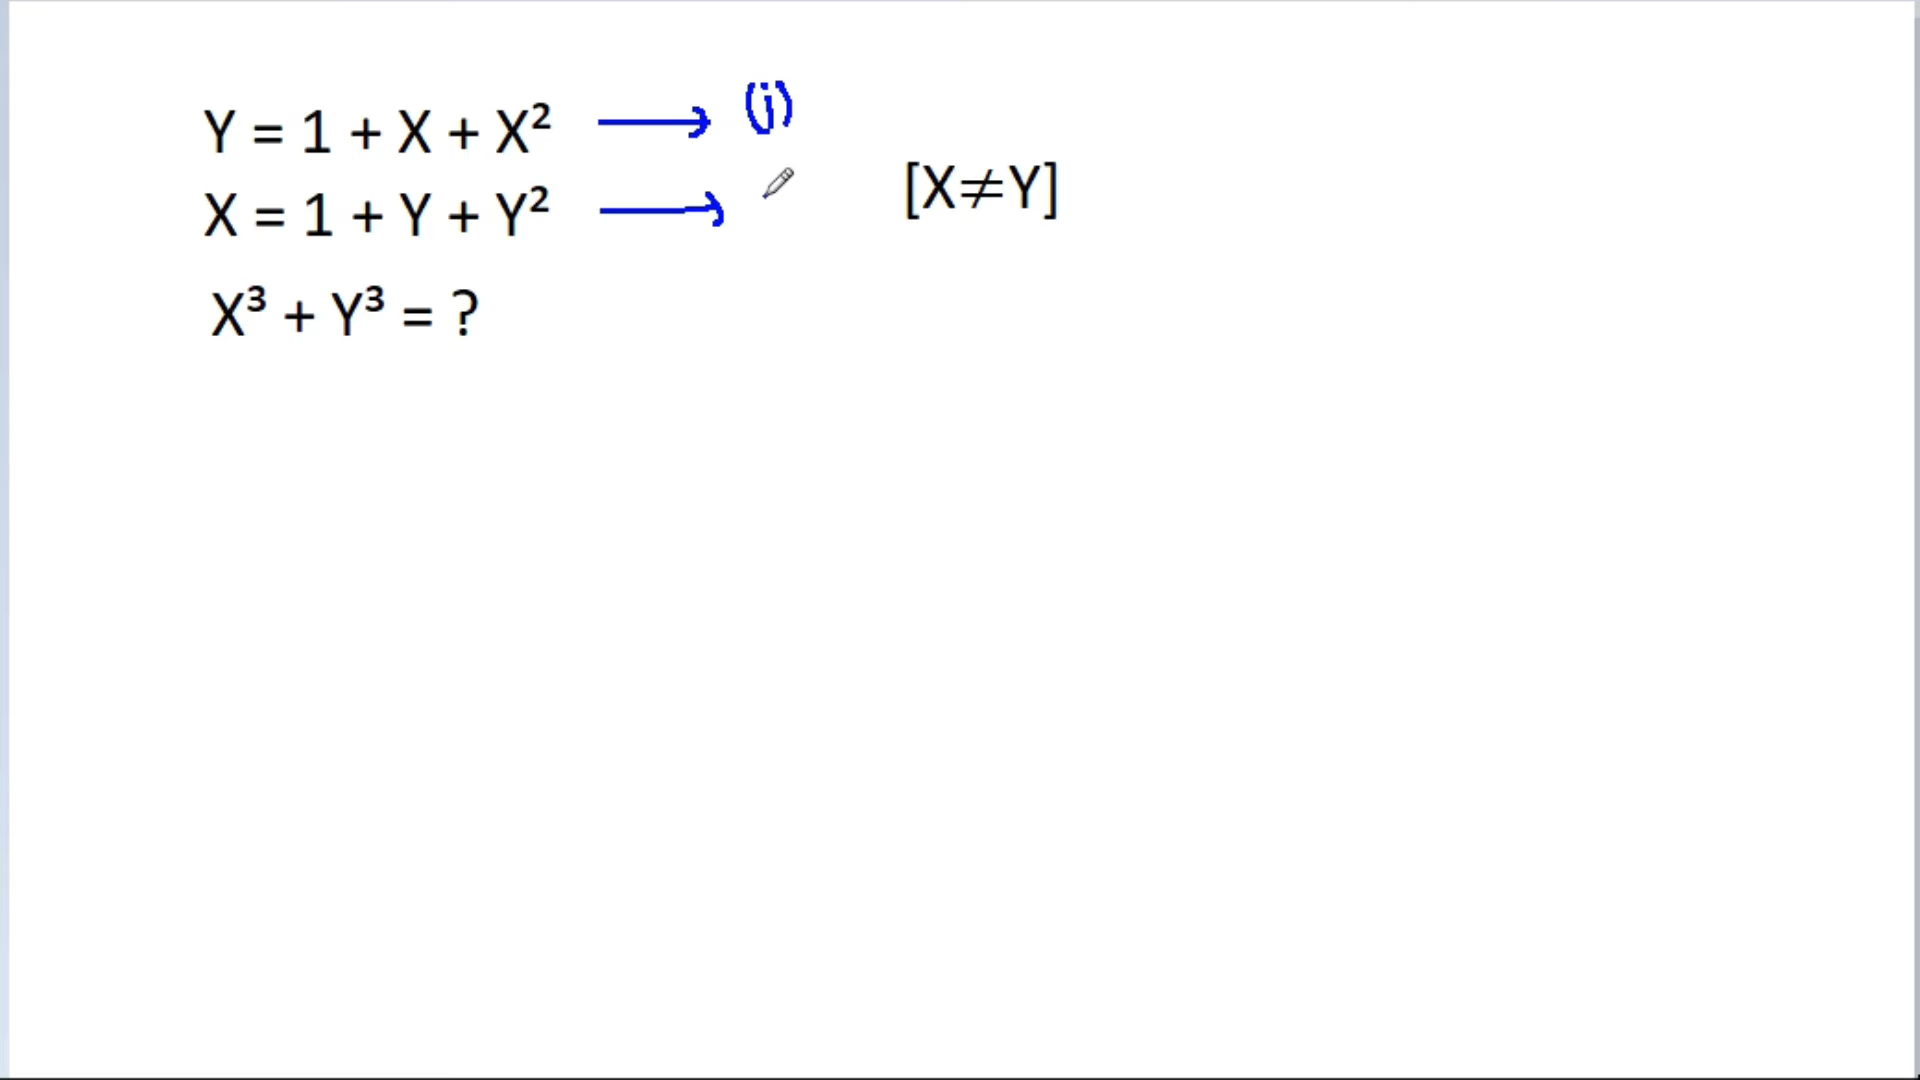 Y = 1 + X + X² → (i)
X = 1 + Y + Y² →
[X≠Y]
X³ + Y³ = ?